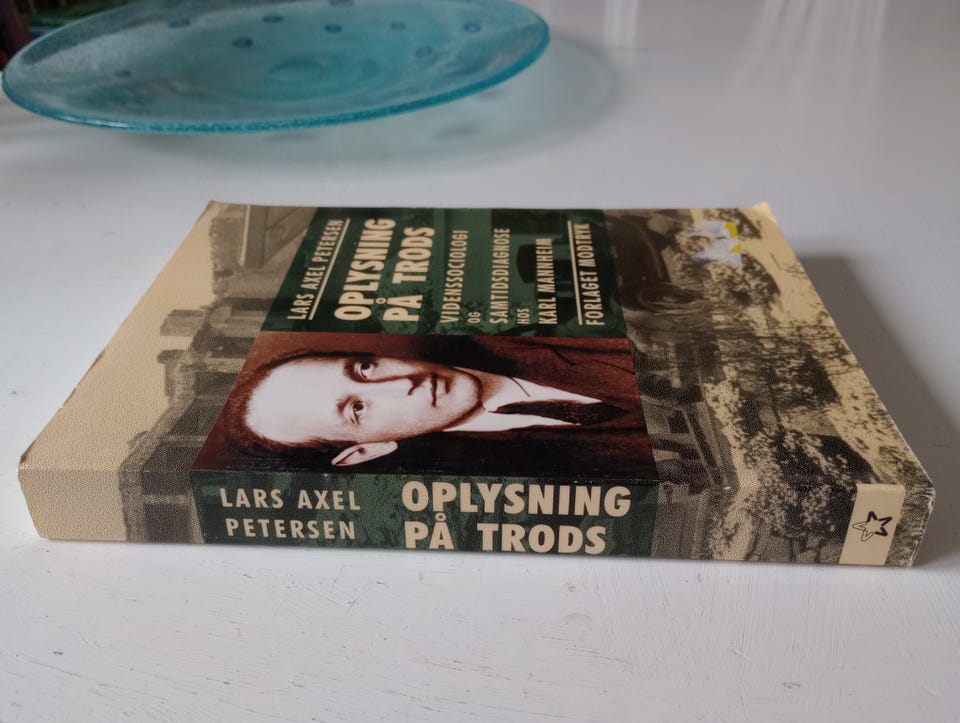 LARS AXEL PETERSEN
OPLYSNING
PÅ TRODS
VIDENSSOCIOLOGI
OG
SAMTIDSDIAGNOSE
HOS
KARL MANNHEIM
FORLAGET MODTRYK
LARS AXEL
PETERSEN
OPLYSNING
PÅ TRODS